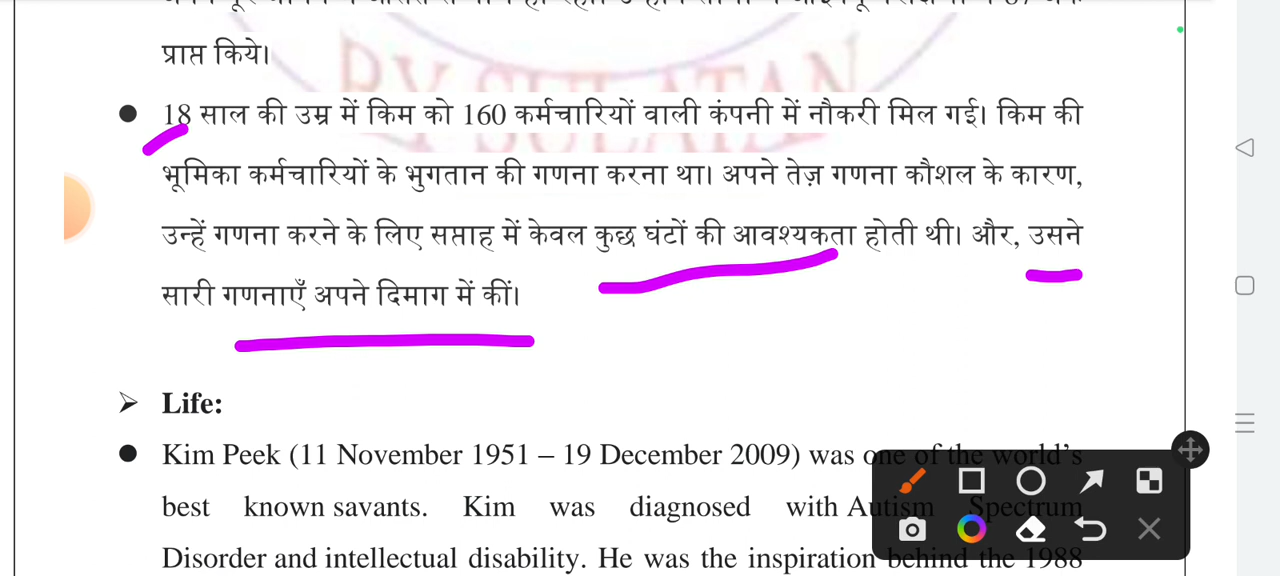 प्राप्त किये।
BY SULATAN
● 18 साल की उम्र में किम को 160 कर्मचारियों वाली कंपनी में नौकरी मिल गई। किम की
भूमिका कर्मचारियों के भुगतान की गणना करना था। अपने तेज़ गणना कौशल के कारण,
उन्हें गणना करने के लिए सप्ताह में केवल कुछ घंटों की आवश्यकता होती थी। और, उसने
सारी गणनाएँ अपने दिमाग में कीं।
➢ Life:
● Kim Peek (11 November 1951 – 19 December 2009) was one of the world's
best known savants. Kim was diagnosed with Autism Spectrum
Disorder and intellectual disability. He was the inspiration behind the 1988